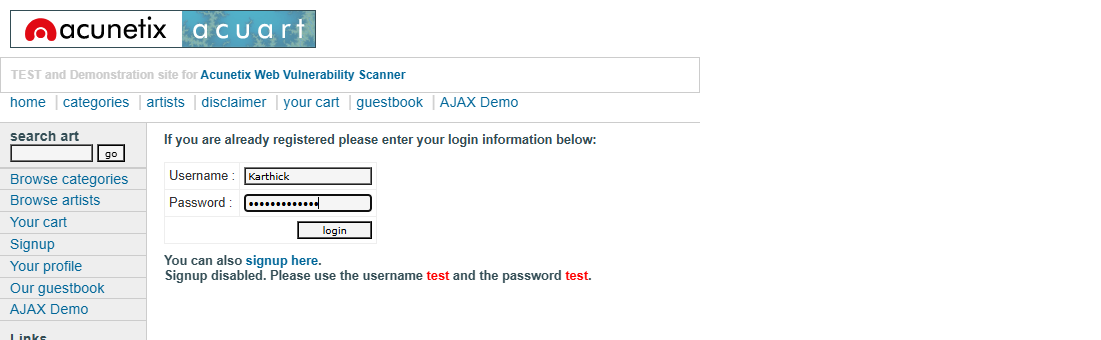 acunetix acuart
TEST and Demonstration site for Acunetix Web Vulnerability Scanner
home | categories | artists | disclaimer | your cart | guestbook | AJAX Demo
search art
go
Browse categories
Browse artists
Your cart
Signup
Your profile
Our guestbook
AJAX Demo
Links
If you are already registered please enter your login information below:
Username : Karthick
Password : •••••••••••••
login
You can also signup here.
Signup disabled. Please use the username test and the password test.